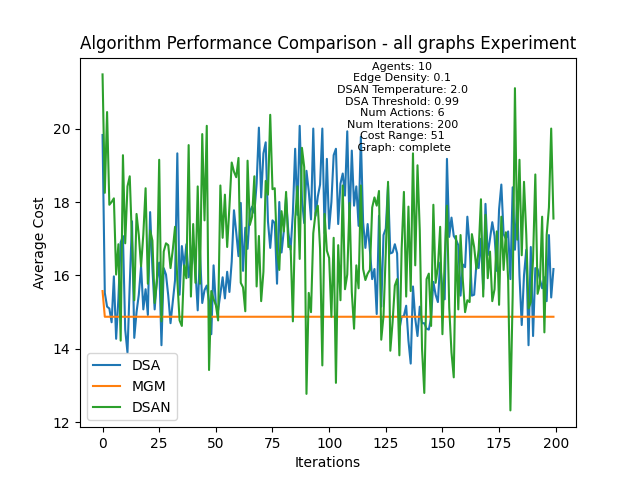 Algorithm Performance Comparison - all graphs Experiment
Agents: 10
Edge Density: 0.1
DSAN Temperature: 2.0
DSA Threshold: 0.99
Num Actions: 6
Num Iterations: 200
Cost Range: 51
Graph: complete
Average Cost
20
18
16
14
12
DSA
MGM
DSAN
0
25
50
75
100
125
150
175
200
Iterations